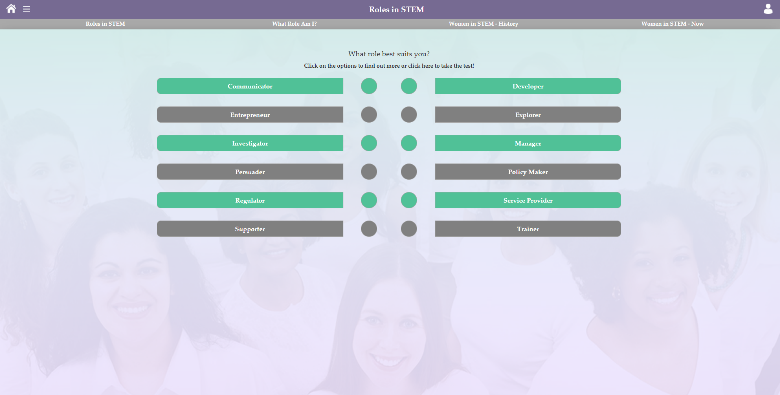 Roles in STEM
Roles in STEM What Role Am I? Women in STEM - History Women in STEM - Now
What role best suits you?
Click on the options to find out more or click here to take the test!
Communicator Developer
Entrepreneur Explorer
Investigator Manager
Persuader Policy Maker
Regulator Service Provider
Supporter Trainer